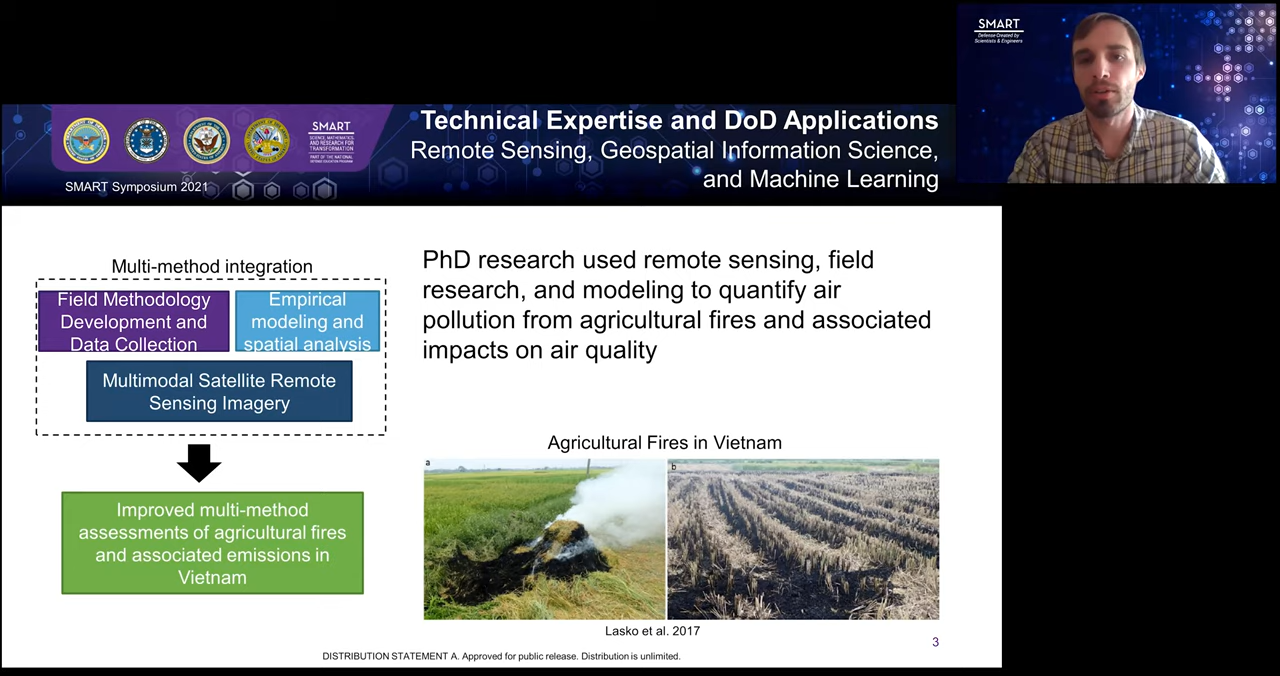 SMART
Defense Created by
Scientists & Engineers
SMART
SCIENCE, MATHEMATICS,
AND RESEARCH FOR
TRANSFORMATION
PART OF THE NATIONAL
DEFENSE EDUCATION PROGRAM
SMART Symposium 2021
Technical Expertise and DoD Applications
Remote Sensing, Geospatial Information Science,
and Machine Learning
Multi-method integration
Field Methodology
Development and
Data Collection
Empirical
modeling and
spatial analysis
Multimodal Satellite Remote
Sensing Imagery
Improved multi-method
assessments of agricultural fires
and associated emissions in
Vietnam
PhD research used remote sensing, field
research, and modeling to quantify air
pollution from agricultural fires and associated
impacts on air quality
Agricultural Fires in Vietnam
a
b
Lasko et al. 2017
3
DISTRIBUTION STATEMENT A. Approved for public release. Distribution is unlimited.